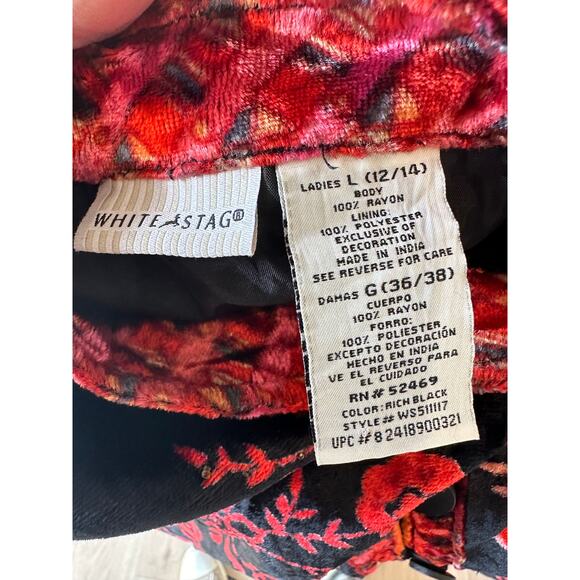 WHITE STAG®
LADIES L (12/14)
BODY
100% RAYON
LINING:
100% POLYESTER
EXCLUSIVE OF
DECORATION
MADE IN INDIA
SEE REVERSE FOR CARE
DAMAS G (36/38)
CUERPO
100% RAYON
FORRO:
100% POLIESTER
EXCEPTO DECORACIÓN
HECHO EN INDIA
VE EL REVERSO PARA
EL CUIDADO
RN# 52469
COLOR: RICH BLACK
STYLE# WS511117
UPC #82418900321